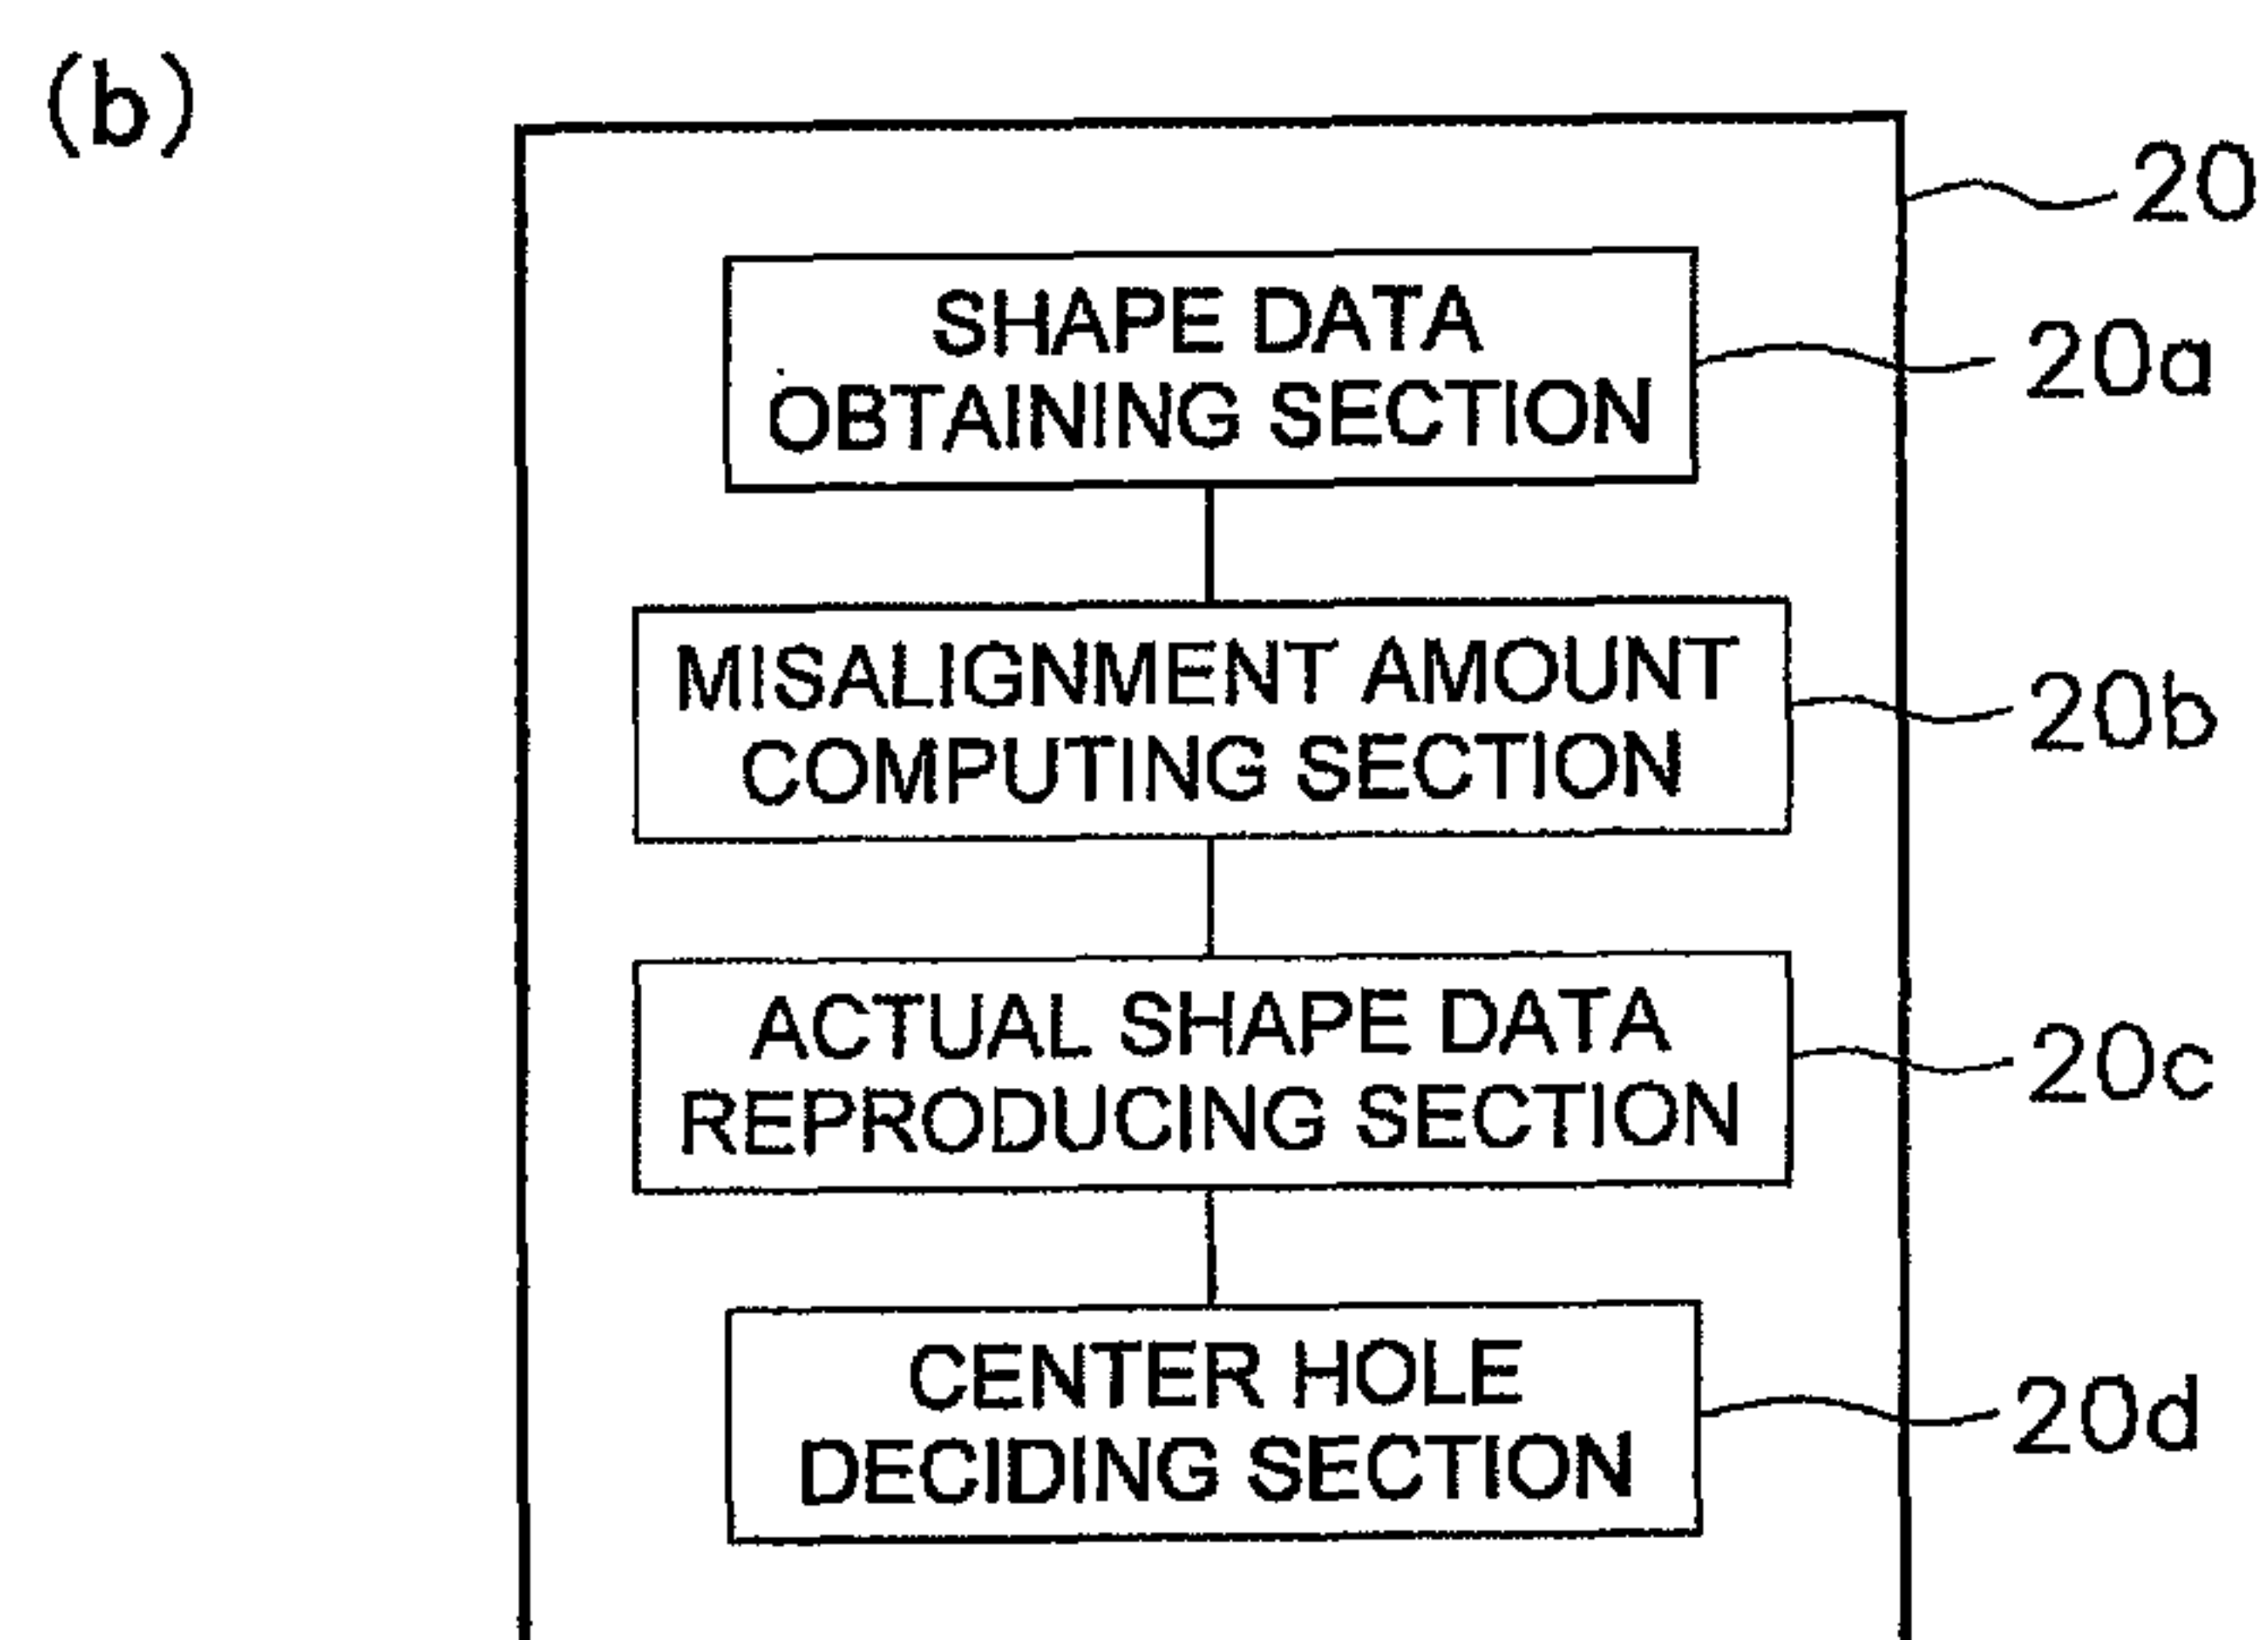 (b)
20
SHAPE DATA
OBTAINING SECTION
20a
MISALIGNMENT AMOUNT
COMPUTING SECTION
20b
ACTUAL SHAPE DATA
REPRODUCING SECTION
20c
CENTER HOLE
DECIDING SECTION
20d